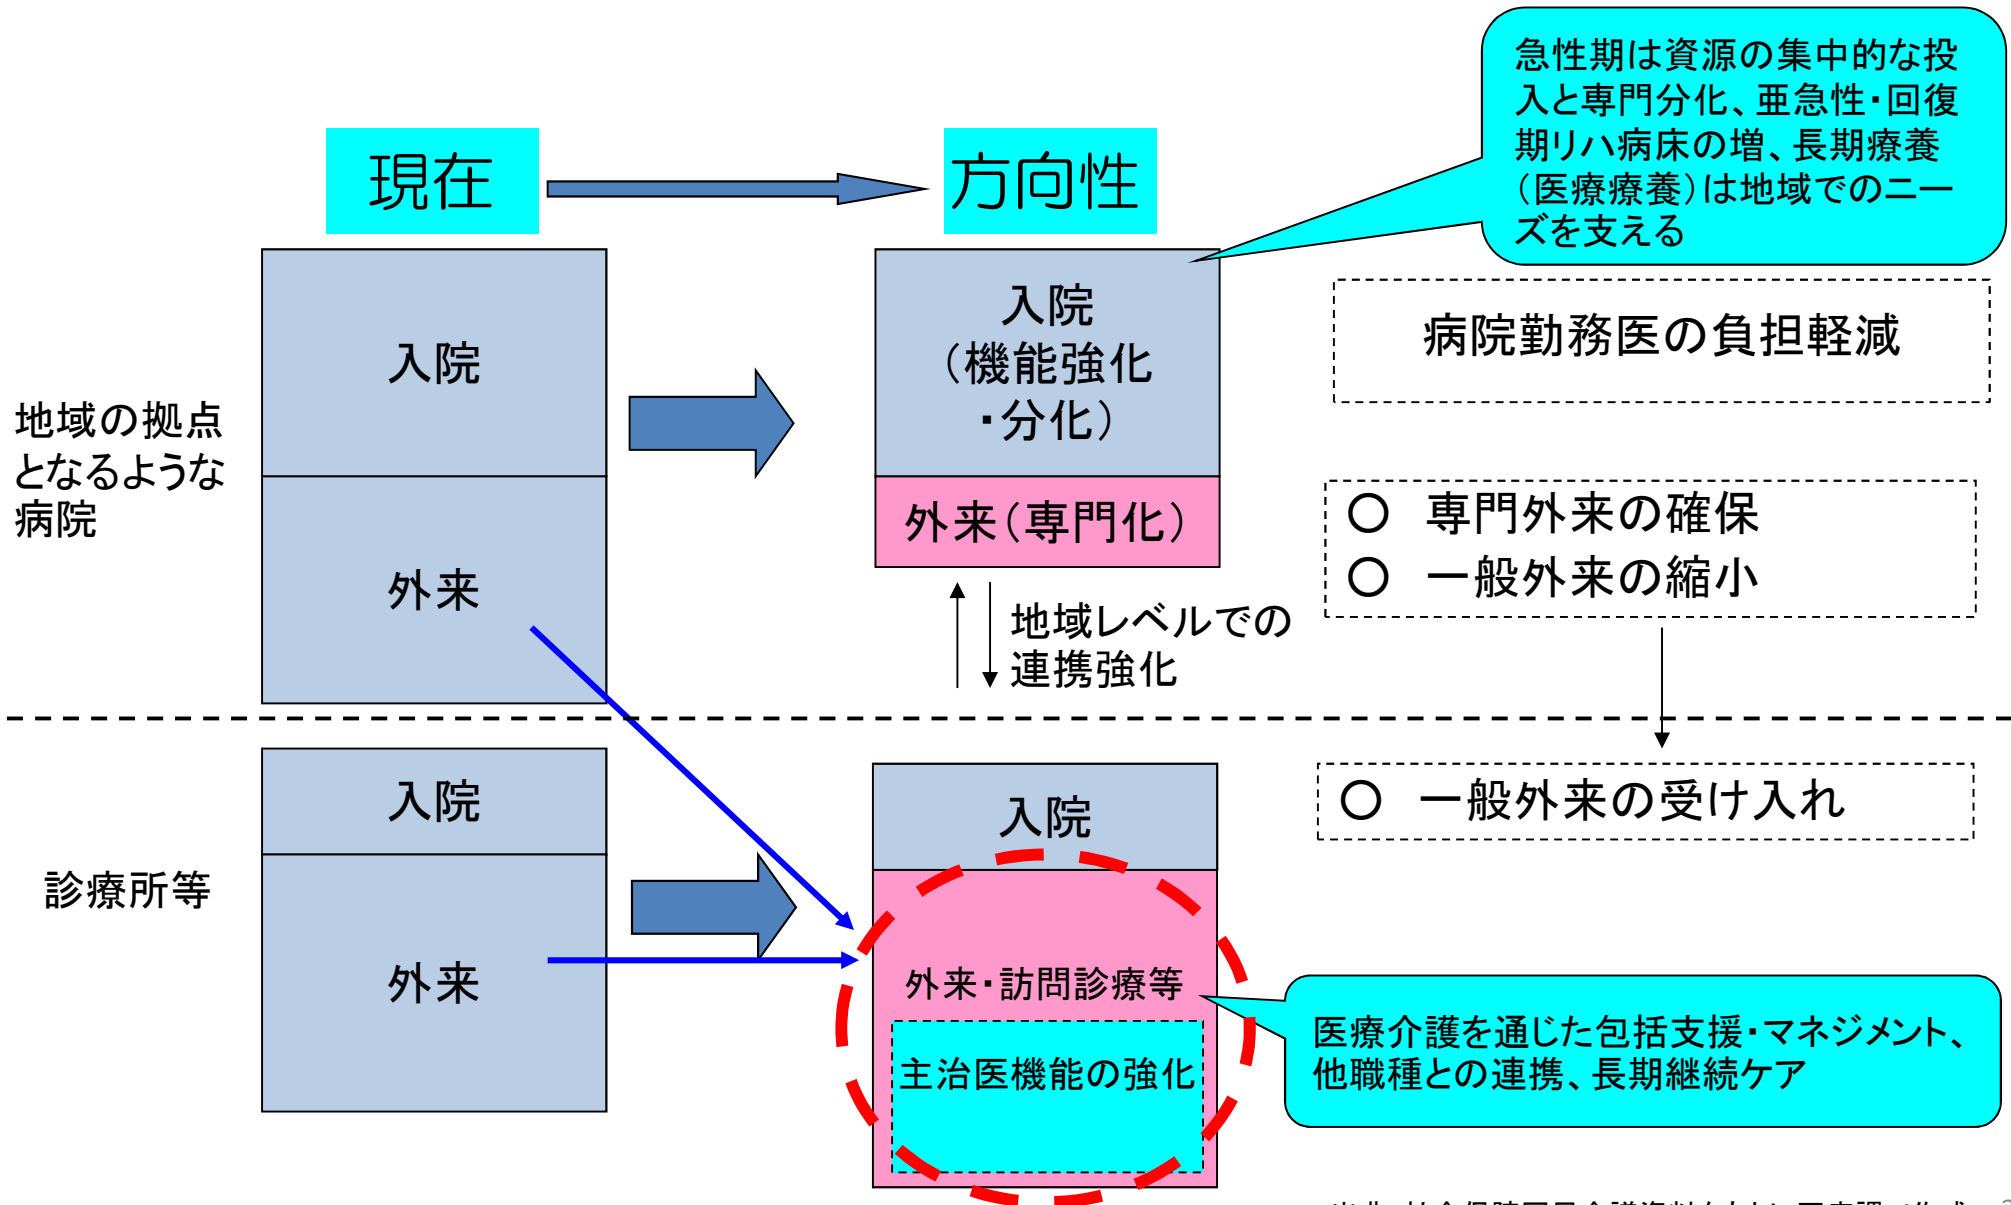 急性期は資源の集中的な投
入と専門分化、亜急性・回復
期リハ病床の増、長期療養
（医療療養）は地域でのニー
ズを支える
現在
方向性
地域の拠点
となるような
病院
入院
外来
入院
（機能強化
・分化）
外来（専門化）
病院勤務医の負担軽減
○　専門外来の確保
○　一般外来の縮小
地域レベルでの
連携強化
診療所等
入院
外来
入院
外来・訪問診療等
主治医機能の強化
○　一般外来の受け入れ
医療介護を通じた包括支援・マネジメント、
他職種との連携、長期継続ケア